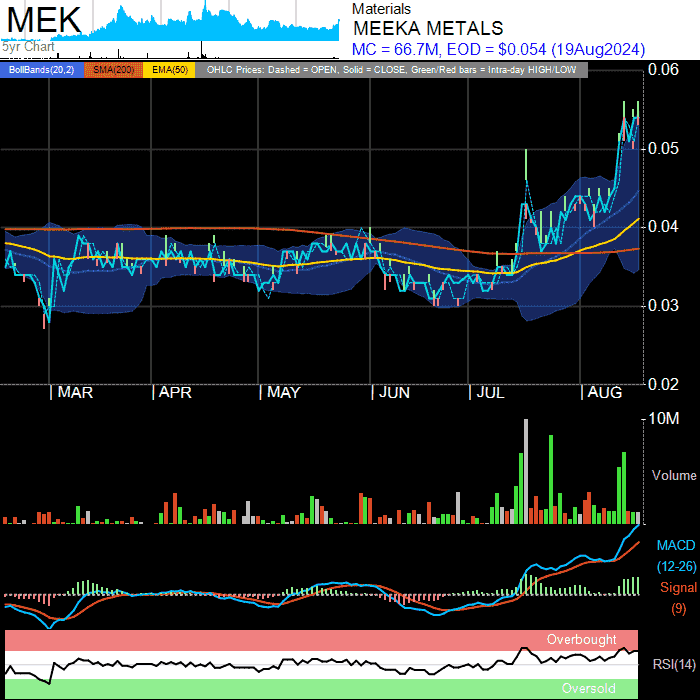 MEK
5yr Chart
Materials
MEEKA METALS
MC = 66.7M, EOD = $0.054 (19Aug2024)
BollBands(20,2) SMA(200) EMA(50) OHLC Prices: Dashed = OPEN, Solid = CLOSE, Green/Red bars = Intra-day HIGH/LOW
0.06
0.05
0.04
0.03
0.02
MAR APR MAY JUN JUL AUG
10M
Volume
MACD
(12-26)
Signal
(9)
Overbought
RSI(14)
Oversold